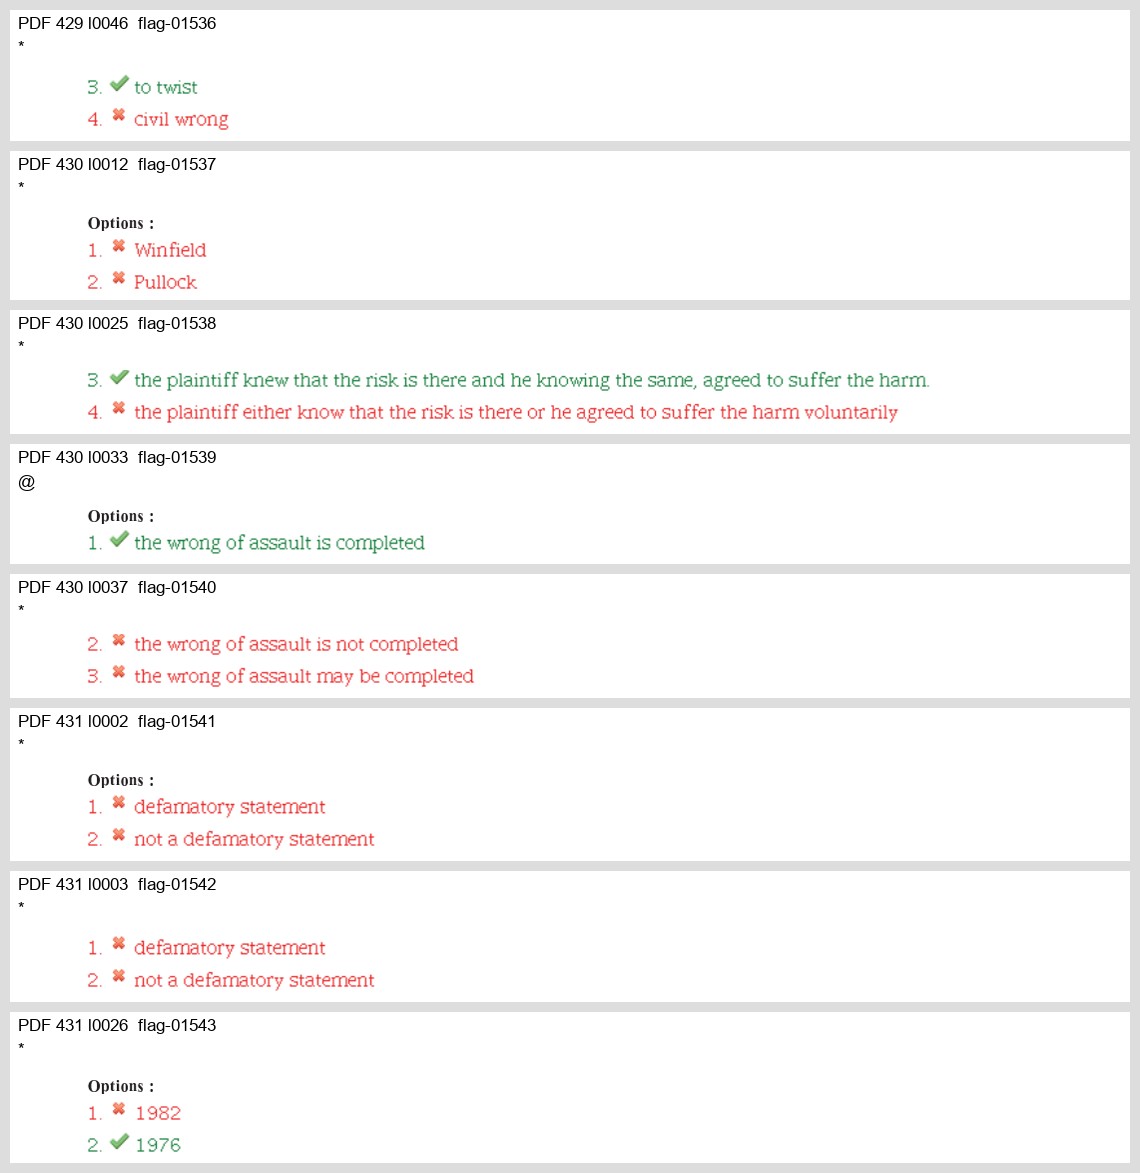 PDF 429 l0046 flag-01536
*
3. ✔ to twist
4. ✖ civil wrong
PDF 430 l0012 flag-01537
*
Options :
1. ✖ Winfield
2. ✖ Pullock
PDF 430 l0025 flag-01538
*
3. ✔ the plaintiff knew that the risk is there and he knowing the same, agreed to suffer the harm.
4. ✖ the plaintiff either know that the risk is there or he agreed to suffer the harm voluntarily
PDF 430 l0033 flag-01539
@
Options :
1. ✔ the wrong of assault is completed
PDF 430 l0037 flag-01540
*
2. ✖ the wrong of assault is not completed
3. ✖ the wrong of assault may be completed
PDF 431 l0002 flag-01541
*
Options :
1. ✖ defamatory statement
2. ✖ not a defamatory statement
PDF 431 l0003 flag-01542
*
1. ✖ defamatory statement
2. ✖ not a defamatory statement
PDF 431 l0026 flag-01543
*
Options :
1. ✖ 1982
2. ✔ 1976